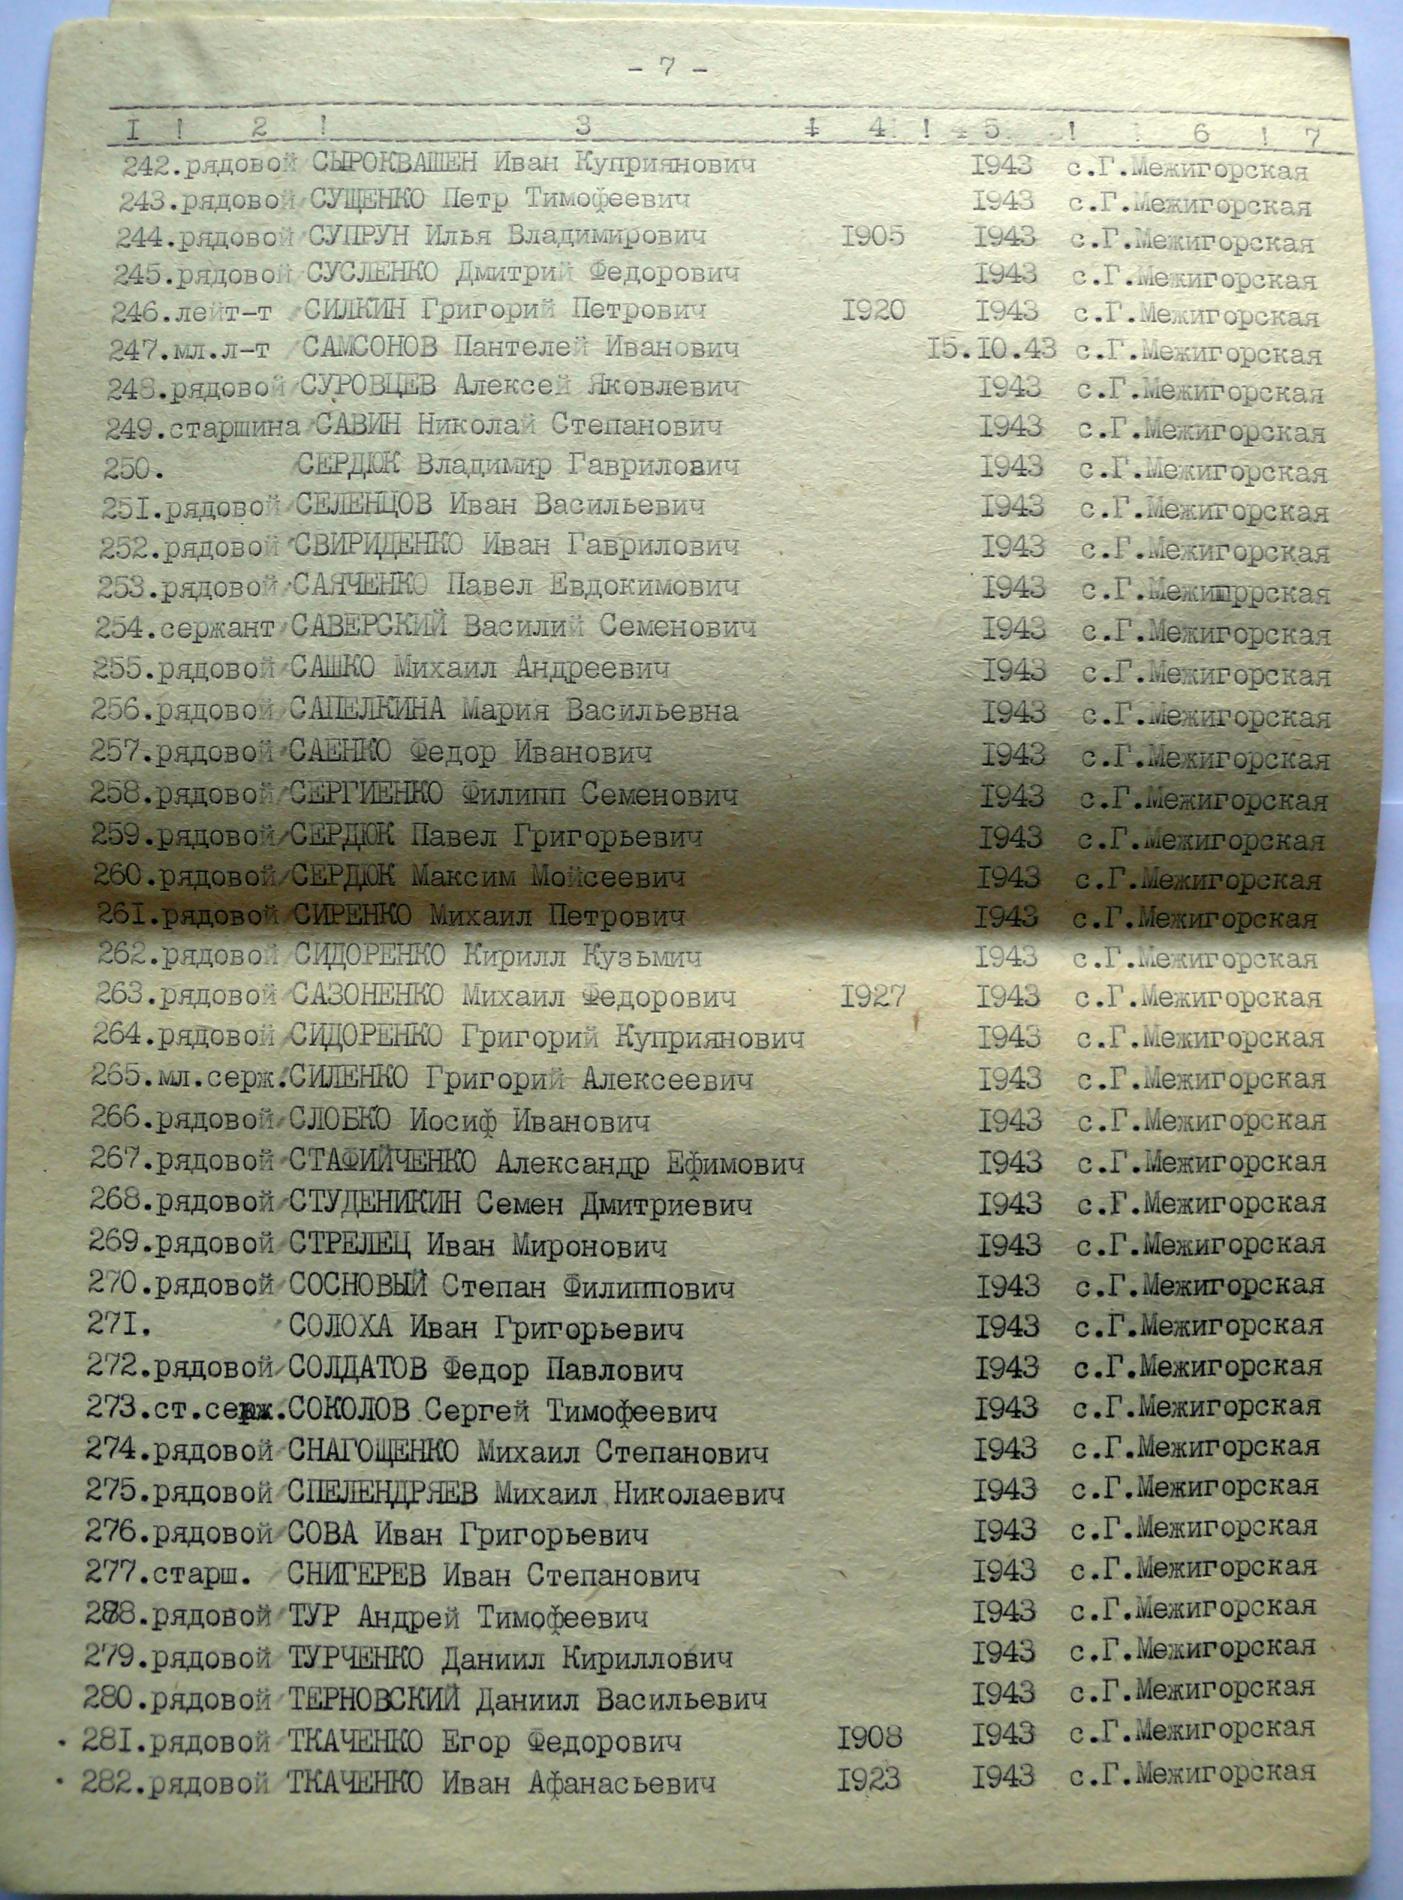 - 7 -
I ! 2 ! 3 ! 4 ! 5 ! 6 ! 7
242.рядовой СЫРОКВАШЕН Иван Куприянович 1943 с.Г.Межигорская
243.рядовой СУЩЕНКО Петр Тимофеевич 1943 с.Г.Межигорская
244.рядовой СУПРУН Илья Владимирович I905 1943 с.Г.Межигорская
245.рядовой СУСЛЕНКО Дмитрий Федорович 1943 с.Г.Межигорская
246.лейт-т СИЛКИН Григорий Петрович I920 1943 с.Г.Межигорская
247.мл.л-т САМСОНОВ Пантелей Иванович I5.I0.43 с.Г.Межигорская
248.рядовой СУРОВЦЕВ Алексей Яковлевич 1943 с.Г.Межигорская
249.старшина САВИН Николай Степанович 1943 с.Г.Межигорская
250. СЕРДЮК Владимир Гаврилович 1943 с.Г.Межигорская
25I.рядовой СЕЛЕНЦОВ Иван Васильевич 1943 с.Г.Межигорская
252.рядовой СВИРИДЕНКО Иван Гаврилович 1943 с.Г.Межигорская
253.рядовой САЯЧЕНКО Павел Евдокимович 1943 с.Г.Межигоррская
254.сержант САВЕРСКИЙ Василий Семенович 1943 с.Г.Межигорская
255.рядовой САШКО Михаил Андреевич 1943 с.Г.Межигорская
256.рядовой САПЕЛКИНА Мария Васильевна 1943 с.Г.Межигорская
257.рядовой САЕНКО Федор Иванович 1943 с.Г.Межигорская
258.рядовой СЕРГИЕНКО Филипп Семенович 1943 с.Г.Межигорская
259.рядовой СЕРДЮК Павел Григорьевич 1943 с.Г.Межигорская
260.рядовой СЕРДЮК Максим Мойсеевич 1943 с.Г.Межигорская
26I.рядовой СИРЕНКО Михаил Петрович 1943 с.Г.Межигорская
262.рядовой СИДОРЕНКО Кирилл Кузьмич 1943 с.Г.Межигорская
263.рядовой САЗОНЕНКО Михаил Федорович I927 1943 с.Г.Межигорская
264.рядовой СИДОРЕНКО Григорий Куприянович 1943 с.Г.Межигорская
265.мл.серж.СИЛЕНКО Григорий Алексеевич 1943 с.Г.Межигорская
266.рядовой СЛОБКО Иосиф Иванович 1943 с.Г.Межигорская
267.рядовой СТАФИЙЧЕНКО Александр Ефимович 1943 с.Г.Межигорская
268.рядовой СТУДЕНИКИН Семен Дмитриевич 1943 с.Г.Межигорская
269.рядовой СТРЕЛЕЦ Иван Миронович 1943 с.Г.Межигорская
270.рядовой СОСНОВЫЙ Степан Филиппович 1943 с.Г.Межигорская
27I. СОЛОХА Иван Григорьевич 1943 с.Г.Межигорская
272.рядовой СОЛДАТОВ Федор Павлович 1943 с.Г.Межигорская
273.ст.серж.СОКОЛОВ Сергей Тимофеевич 1943 с.Г.Межигорская
274.рядовой СНАГОЩЕНКО Михаил Степанович 1943 с.Г.Межигорская
275.рядовой СПЕЛЕНДРЯЕВ Михаил Николаевич 1943 с.Г.Межигорская
276.рядовой СОВА Иван Григорьевич 1943 с.Г.Межигорская
277.старш. СНИГЕРЕВ Иван Степанович 1943 с.Г.Межигорская
278.рядовой ТУР Андрей Тимофеевич 1943 с.Г.Межигорская
279.рядовой ТУРЧЕНКО Даниил Кириллович 1943 с.Г.Межигорская
280.рядовой ТЕРНОВСКИЙ Даниил Васильевич 1943 с.Г.Межигорская
28I.рядовой ТКАЧЕНКО Егор Федорович I908 1943 с.Г.Межигорская
282.рядовой ТКАЧЕНКО Иван Афанасьевич I923 1943 с.Г.Межигорская